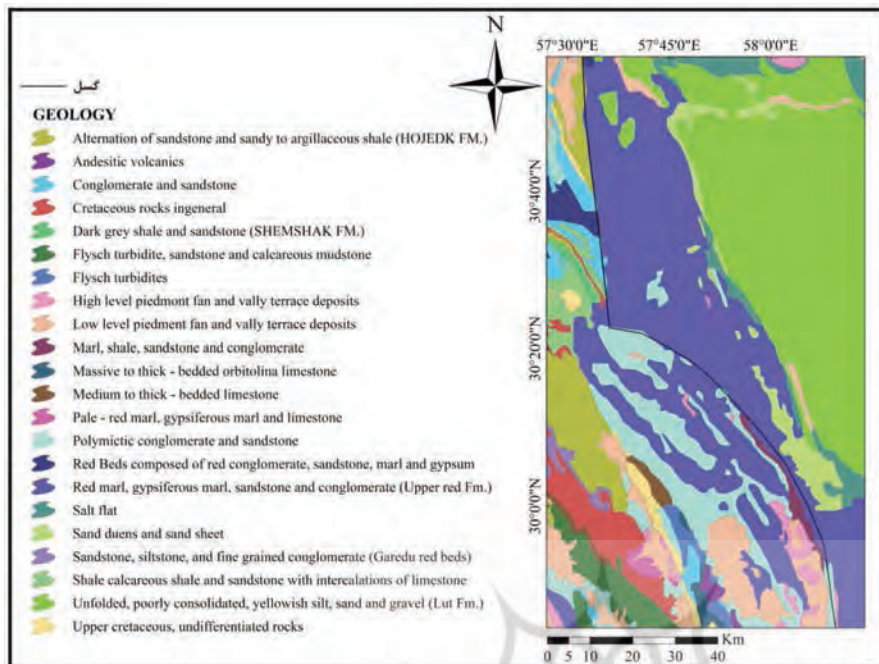 N
57°30'0"E 57°45'0"E 58°0'0"E
30°40'0"N
30°20'0"N
30°0'0"N
گسل
GEOLOGY
Alternation of sandstone and sandy to argillaceous shale (HOJEDK FM.)
Andesitic volcanics
Conglomerate and sandstone
Cretaceous rocks ingeneral
Dark grey shale and sandstone (SHEMSHAK FM.)
Flysch turbidite, sandstone and calcareous mudstone
Flysch turbidites
High level piedmont fan and vally terrace deposits
Low level piedment fan and vally terrace deposits
Marl, shale, sandstone and conglomerate
Massive to thick - bedded orbitolina limestone
Medium to thick - bedded limestone
Pale - red marl, gypsiferous marl and limestone
Polymictic conglomerate and sandstone
Red Beds composed of red conglomerate, sandstone, marl and gypsum
Red marl, gypsiferous marl, sandstone and conglomerate (Upper red Fm.)
Salt flat
Sand duens and sand sheet
Sandstone, siltstone, and fine grained conglomerate (Garedu red beds)
Shale calcareous shale and sandstone with interealations of limestone
Unfolded, poorly consolidated, yellowish silt, sand and gravel (Lut Fm.)
Upper cretaceous, undifferentiated rocks
Km
0 5 10 20 30 40